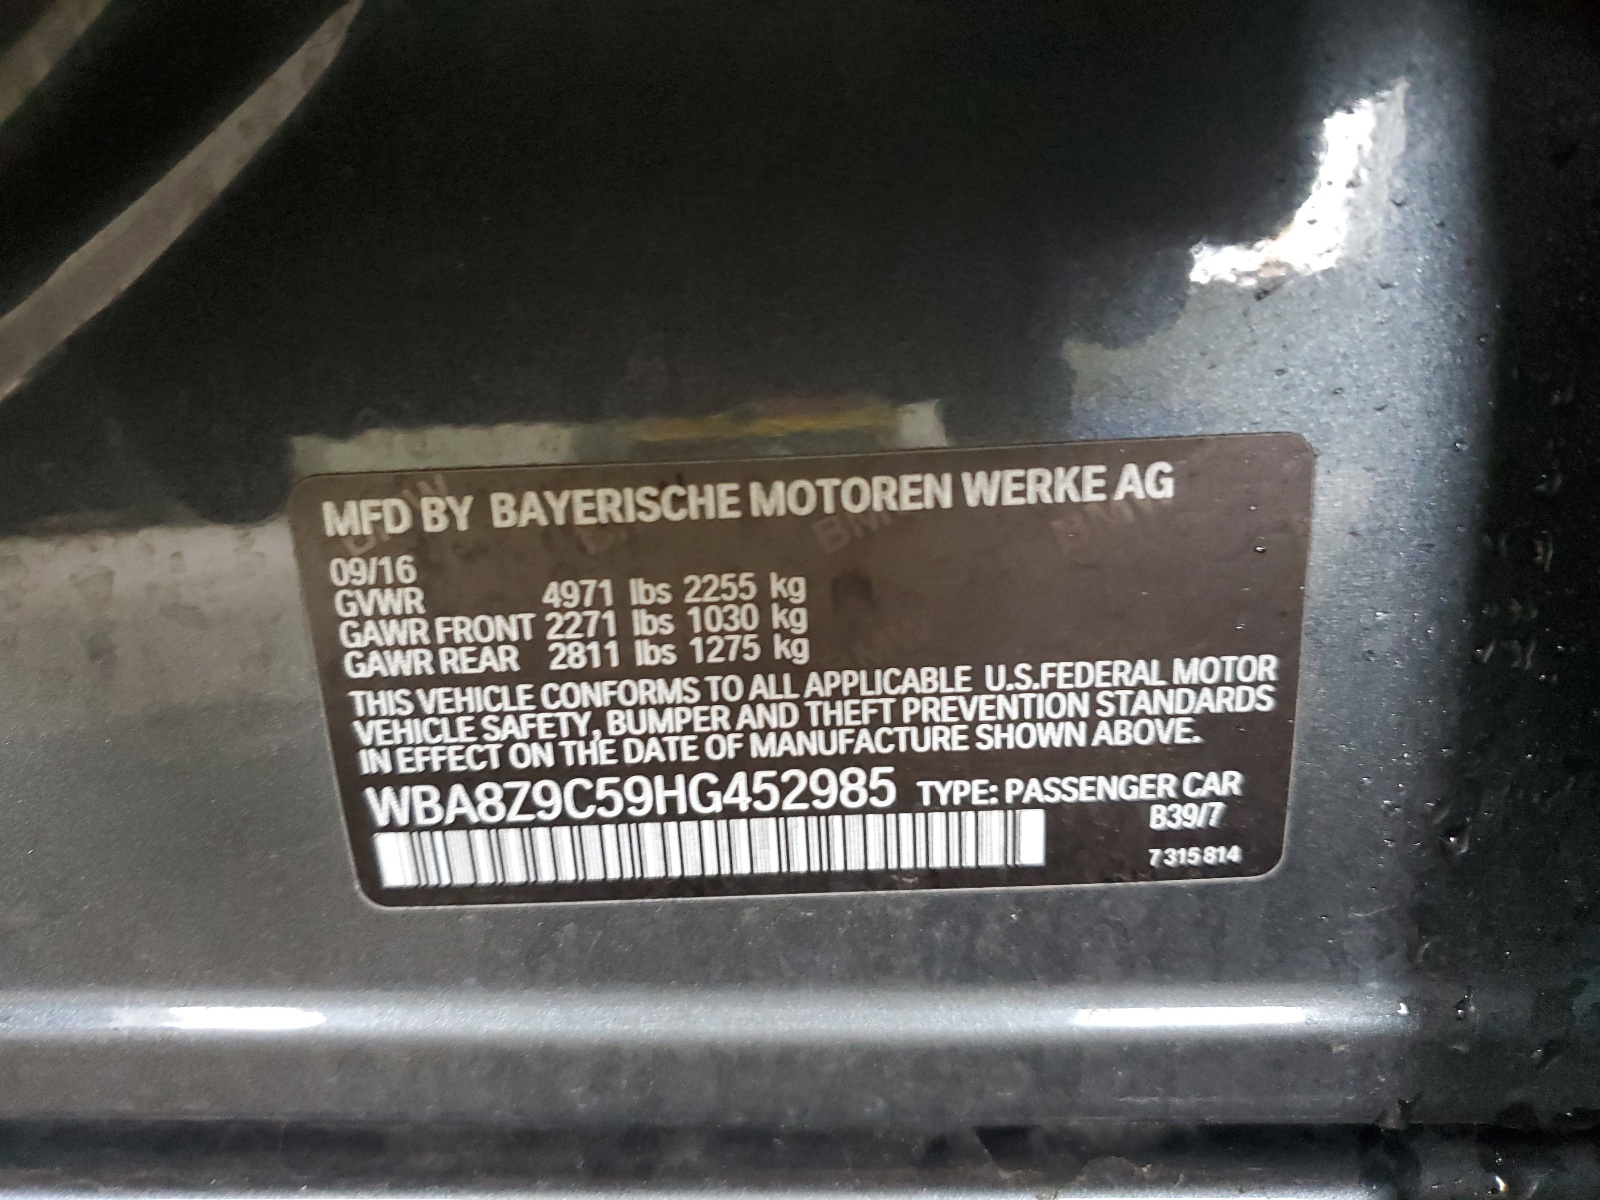 MFD BY BAYERISCHE MOTOREN WERKE AG
09/16
GVWR 4971 lbs 2255 kg
GAWR FRONT 2271 lbs 1030 kg
GAWR REAR 2811 lbs 1275 kg
THIS VEHICLE CONFORMS TO ALL APPLICABLE U.S.FEDERAL MOTOR
VEHICLE SAFETY, BUMPER AND THEFT PREVENTION STANDARDS
IN EFFECT ON THE DATE OF MANUFACTURE SHOWN ABOVE.
WBA8Z9C59HG452985 TYPE: PASSENGER CAR
B39/7
7 315 814